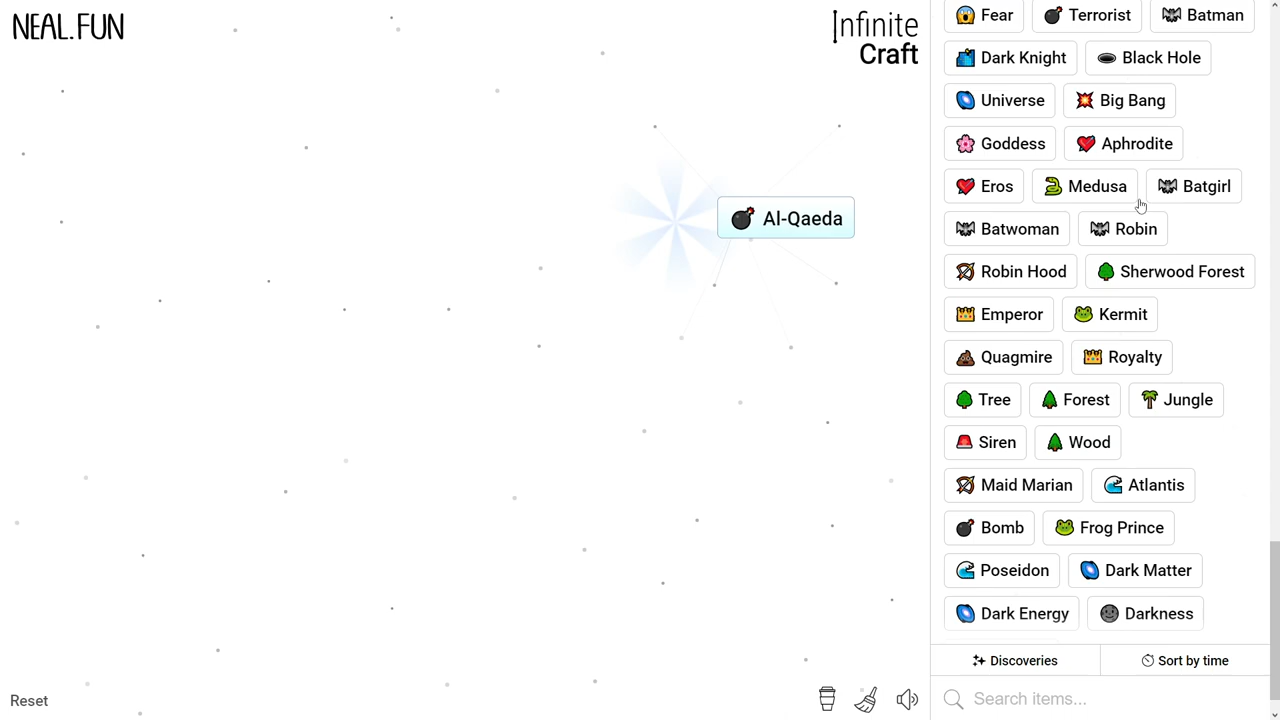 NEAL.FUN
Infinite
Craft
Al-Qaeda
Fear Terrorist Batman
Dark Knight Black Hole
Universe Big Bang
Goddess Aphrodite
Eros Medusa Batgirl
Batwoman Robin
Robin Hood Sherwood Forest
Emperor Kermit
Quagmire Royalty
Tree Forest Jungle
Siren Wood
Maid Marian Atlantis
Bomb Frog Prince
Poseidon Dark Matter
Dark Energy Darkness
Discoveries Sort by time
Search items...
Reset